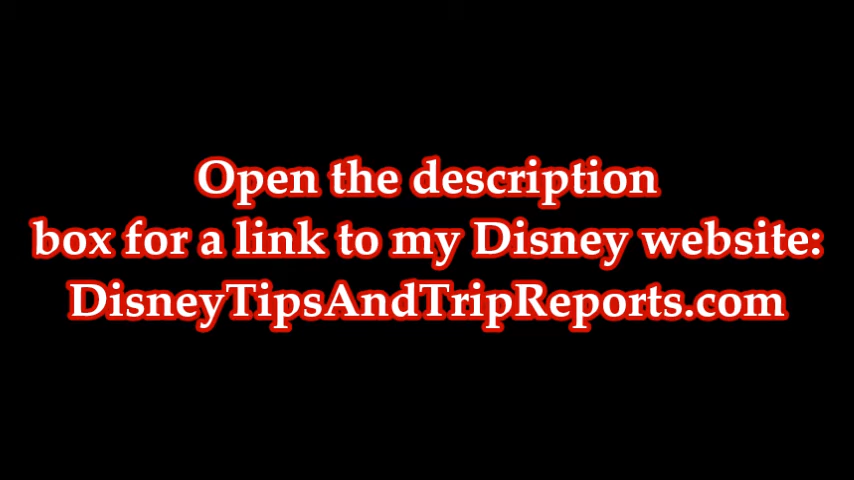 Open the description
box for a link to my Disney website:
DisneyTipsAndTripReports.com